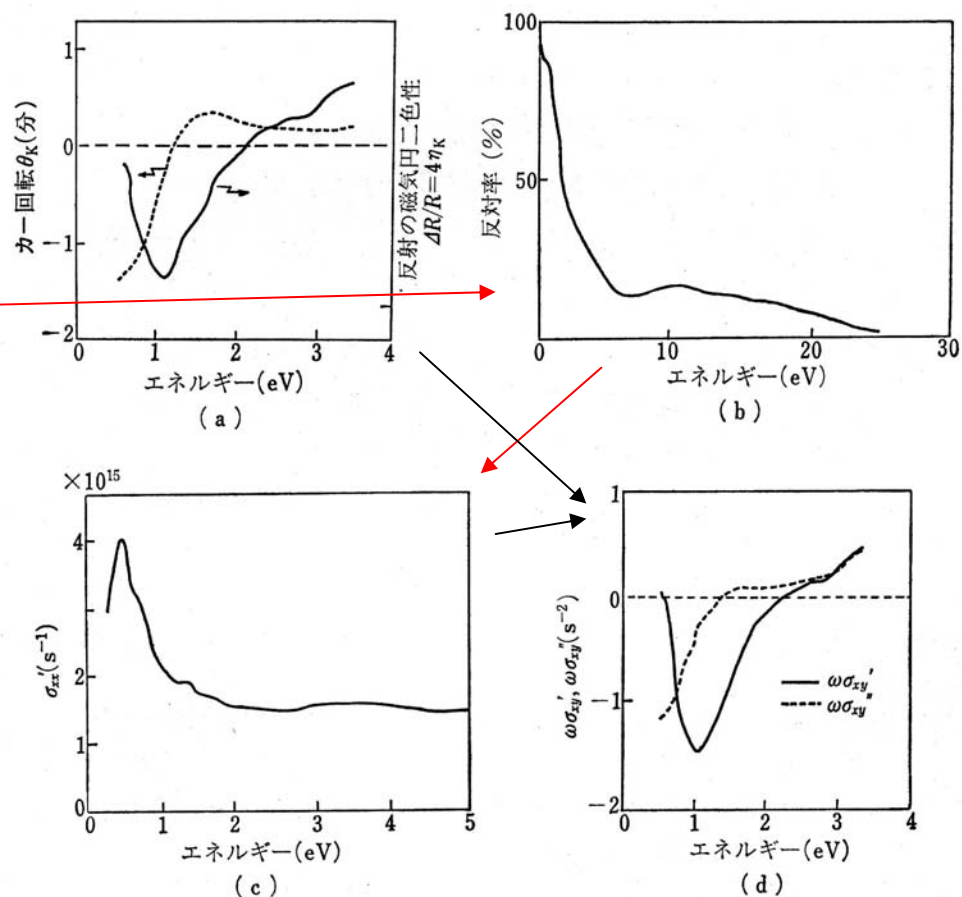 1
0
−1
−2
カー回転θK(分)
0 1 2 3 4
エネルギー(eV)
(a)
反射の磁気円二色性
ΔR/R=4ηK
100
50
反対率 (%)
0 10 20 30
エネルギー(eV)
(b)
×10¹⁵
4
2
1
0
σxx′(s⁻¹)
0 1 2 3 4 5
エネルギー(eV)
(c)
1
0
−1
−2
ωσxy′, ωσxy″(s⁻²)
ωσxy′
ωσxy″
0 1 2 3 4
エネルギー(eV)
(d)